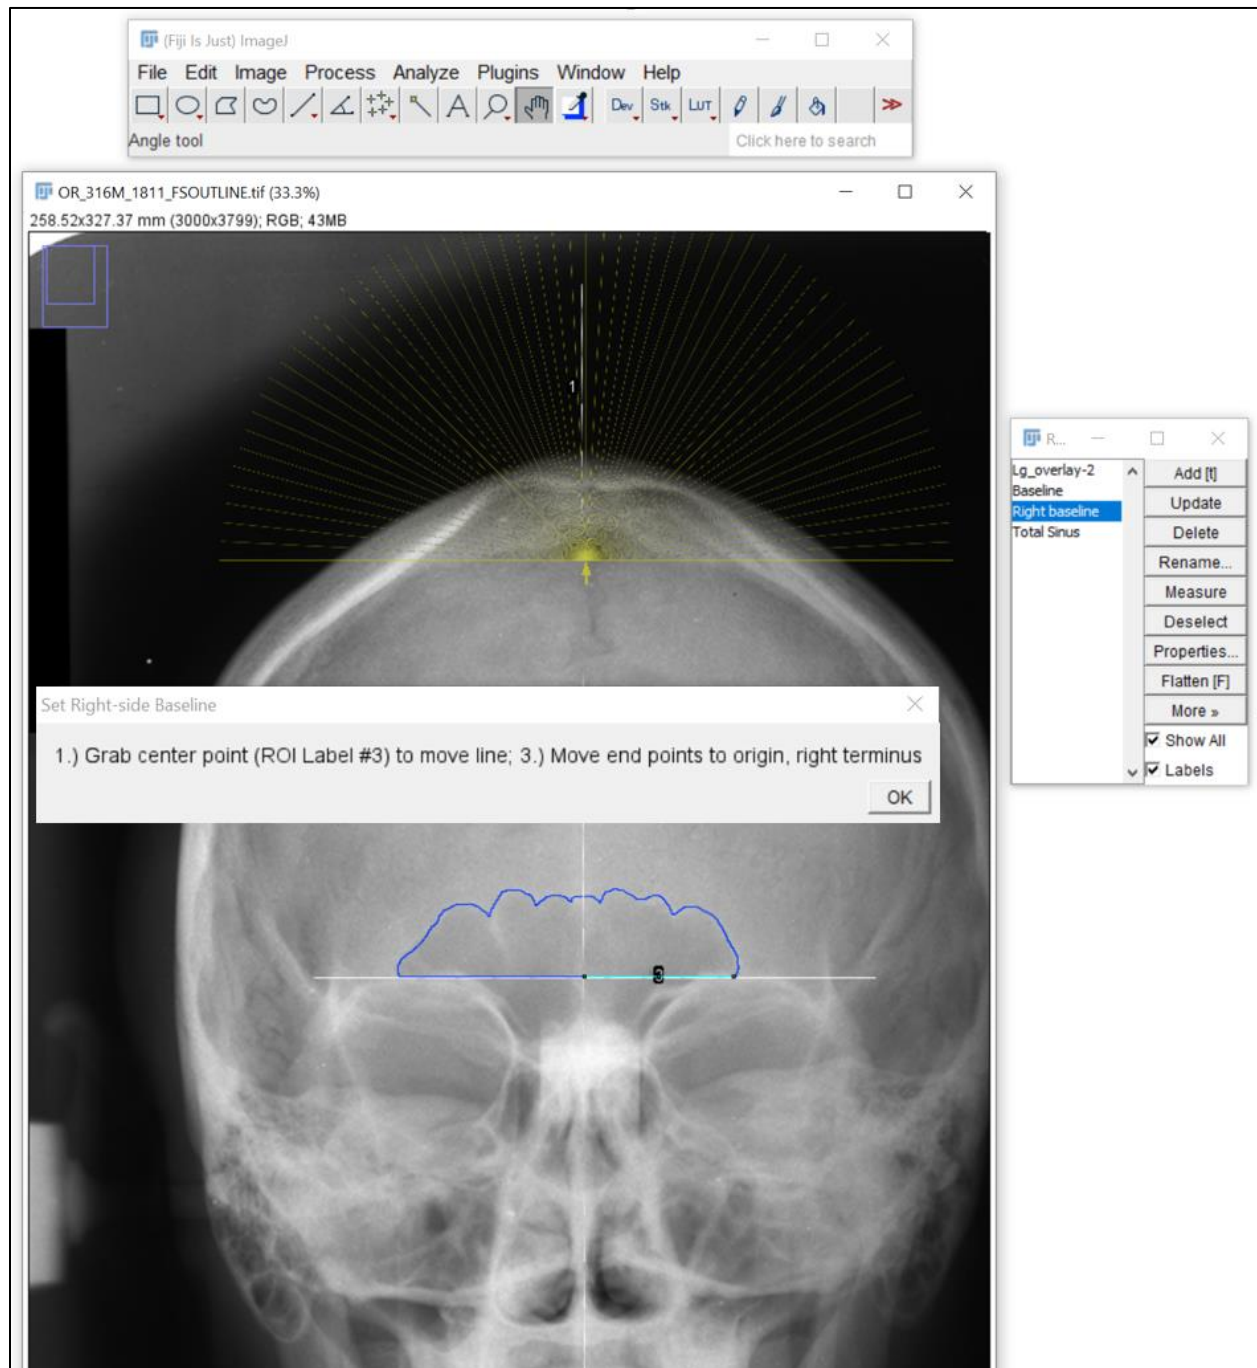 (Fiji Is Just) ImageJ
File Edit Image Process Analyze Plugins Window Help
A Dev Stk LUT
Angle tool
Click here to search
OR_316M_1811_FSOUTLINE.tif (33.3%)
258.52x327.37 mm (3000x3799); RGB; 43MB
1
R...
Lg_overlay-2
Baseline
Right baseline
Total Sinus
Add [t]
Update
Delete
Rename...
Measure
Deselect
Properties...
Flatten [F]
More »
Show All
Labels
Set Right-side Baseline
1.) Grab center point (ROI Label #3) to move line; 3.) Move end points to origin, right terminus
OK